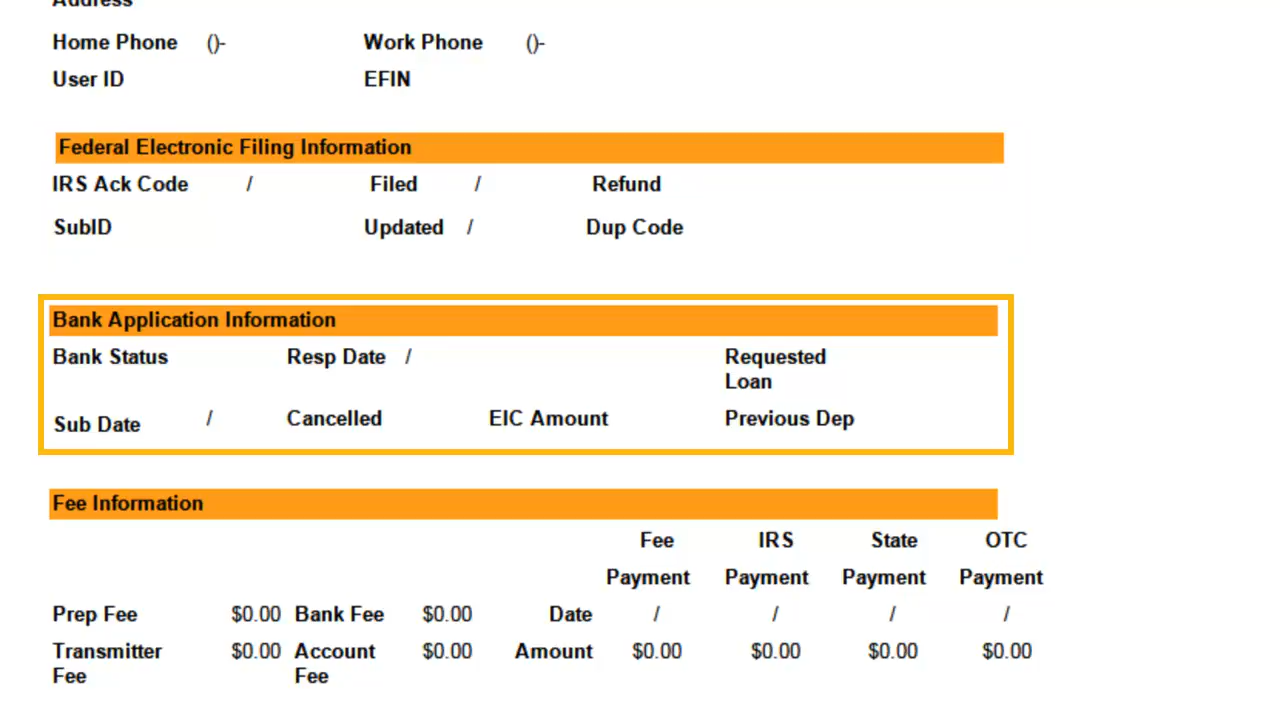 Address
Home Phone ()- Work Phone ()-
User ID EFIN
Federal Electronic Filing Information
IRS Ack Code / Filed / Refund
SubID Updated / Dup Code
Bank Application Information
Bank Status Resp Date / Requested
Loan
Sub Date / Cancelled EIC Amount Previous Dep
Fee Information
Fee IRS State OTC
Payment Payment Payment Payment
Prep Fee $0.00 Bank Fee $0.00 Date / / / /
Transmitter $0.00 Account $0.00 Amount $0.00 $0.00 $0.00 $0.00
Fee Fee